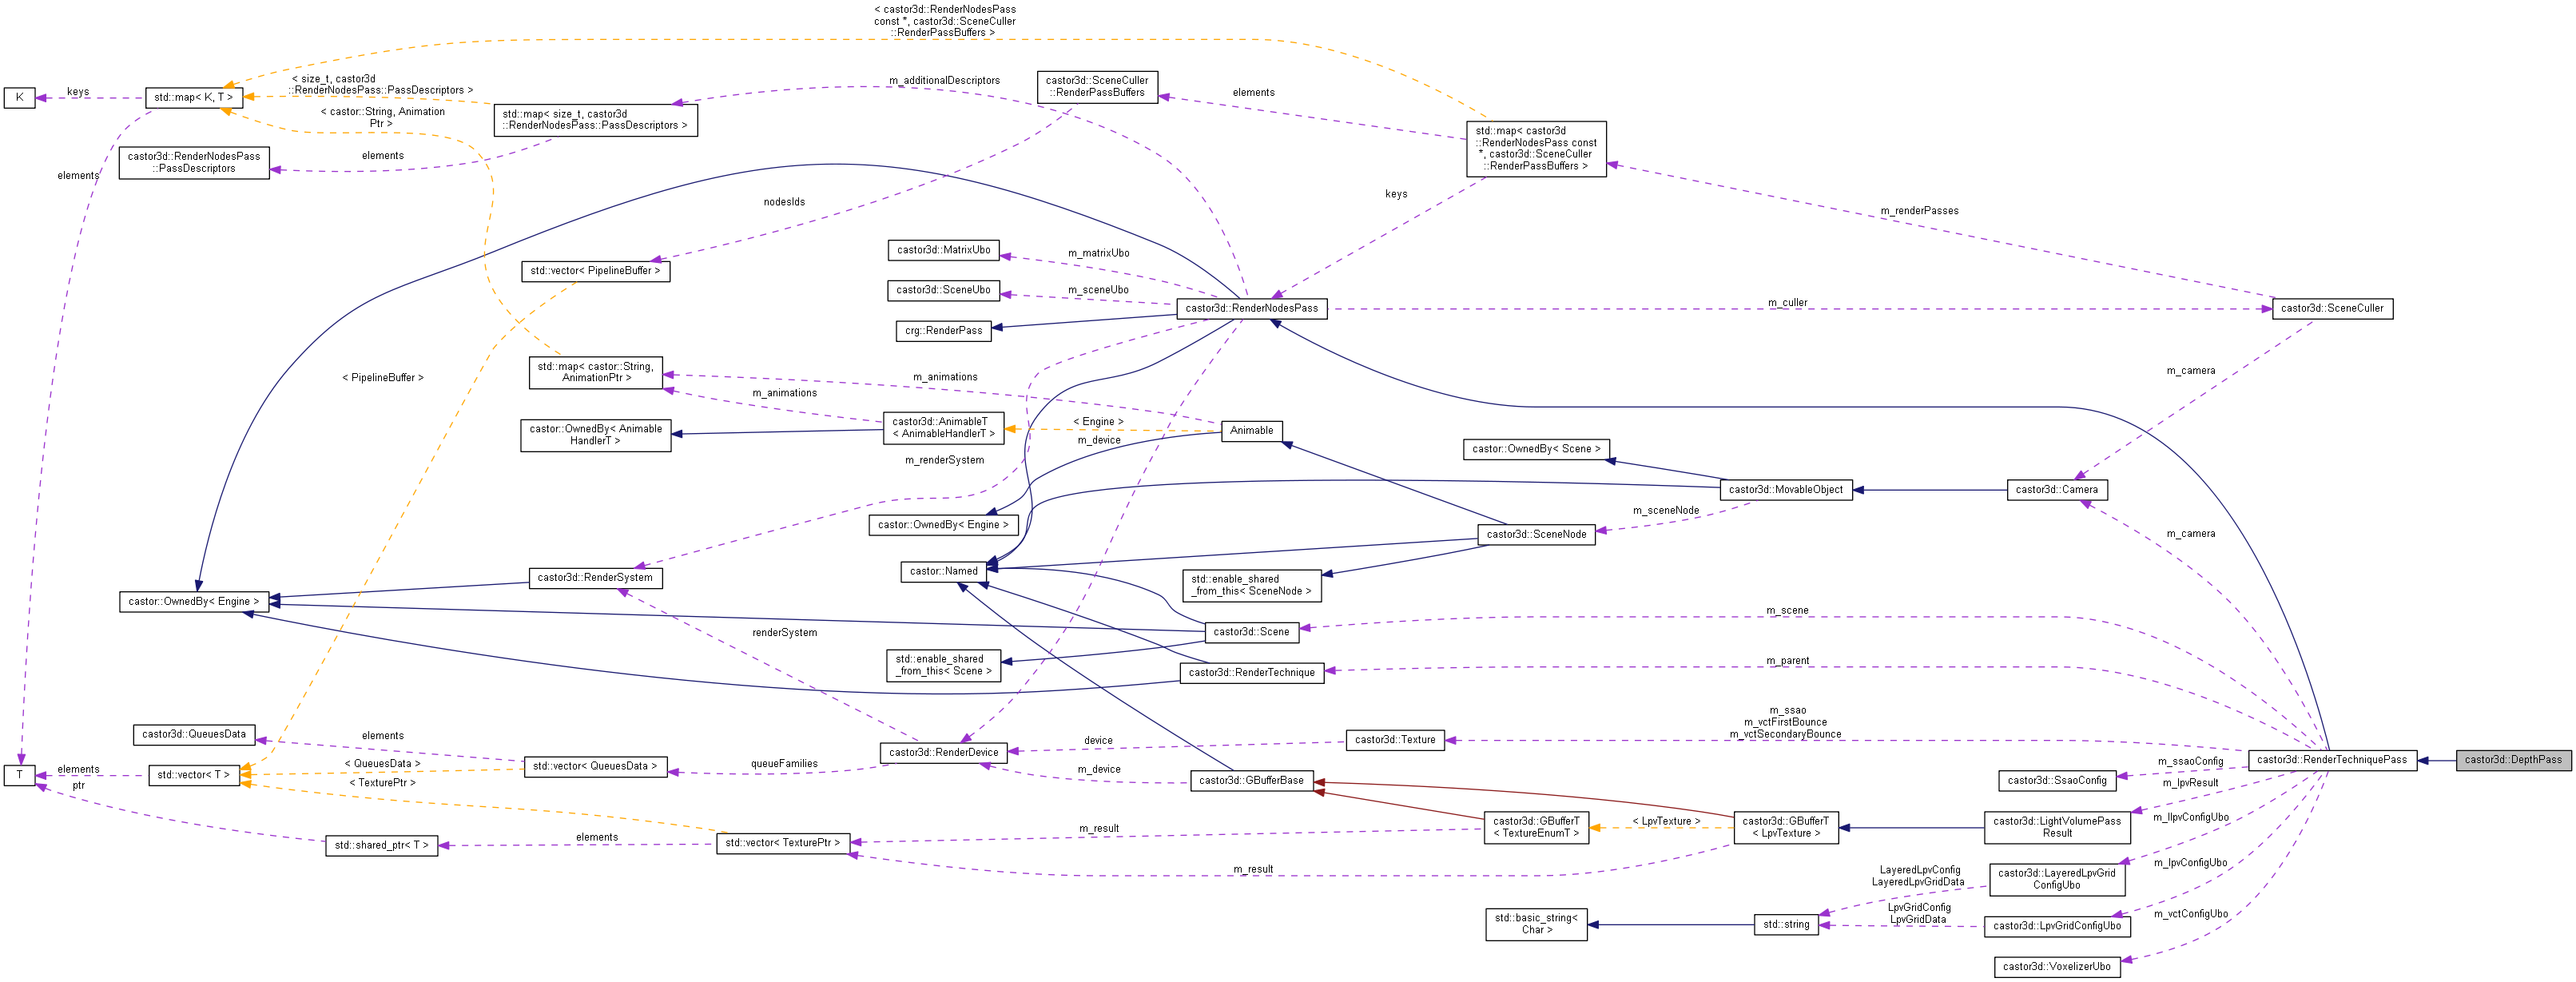 < castor3d::RenderNodesPass
const *, castor3d::SceneCuller
::RenderPassBuffers >
K
keys
std::map< K, T >
< size_t, castor3d
::RenderNodesPass::PassDescriptors >
< castor::String, Animation
Ptr >
std::map< size_t, castor3d
::RenderNodesPass::PassDescriptors >
m_additionalDescriptors
castor3d::SceneCuller
::RenderPassBuffers
elements
std::map< castor3d
::RenderNodesPass const
*, castor3d::SceneCuller
::RenderPassBuffers >
castor3d::RenderNodesPass
::PassDescriptors
elements
elements
nodesIds
keys
m_renderPasses
std::vector< PipelineBuffer >
castor3d::MatrixUbo
m_matrixUbo
castor3d::SceneUbo
m_sceneUbo
crg::RenderPass
castor3d::RenderNodesPass
m_culler
castor3d::SceneCuller
< PipelineBuffer >
std::map< castor::String,
AnimationPtr >
m_animations
m_animations
castor3d::AnimableT
< AnimableHandlerT >
castor::OwnedBy< Animable
HandlerT >
< Engine >
m_device
Animable
m_camera
castor::OwnedBy< Scene >
m_renderSystem
castor3d::MovableObject
castor3d::Camera
castor::OwnedBy< Engine >
m_sceneNode
castor3d::SceneNode
m_camera
castor::Named
castor3d::RenderSystem
std::enable_shared
_from_this< SceneNode >
castor::OwnedBy< Engine >
m_scene
castor3d::Scene
renderSystem
std::enable_shared
_from_this< Scene >
castor3d::RenderTechnique
m_parent
castor3d::QueuesData
elements
m_ssao
m_vctFirstBounce
m_vctSecondaryBounce
castor3d::Texture
device
castor3d::RenderDevice
castor3d::RenderTechniquePass
castor3d::DepthPass
T
elements
ptr
std::vector< T >
< QueuesData >
< TexturePtr >
std::vector< QueuesData >
queueFamilies
m_device
castor3d::GBufferBase
castor3d::SsaoConfig
m_ssaoConfig
m_lpvResult
castor3d::GBufferT
< TextureEnumT >
< LpvTexture >
castor3d::GBufferT
< LpvTexture >
castor3d::LightVolumePass
Result
m_llpvConfigUbo
std::shared_ptr< T >
elements
std::vector< TexturePtr >
m_result
m_result
LayeredLpvConfig
LayeredLpvGridData
castor3d::LayeredLpvGrid
ConfigUbo
m_lpvConfigUbo
std::basic_string<
Char >
std::string
LpvGridConfig
LpvGridData
castor3d::LpvGridConfigUbo
m_vctConfigUbo
castor3d::VoxelizerUbo